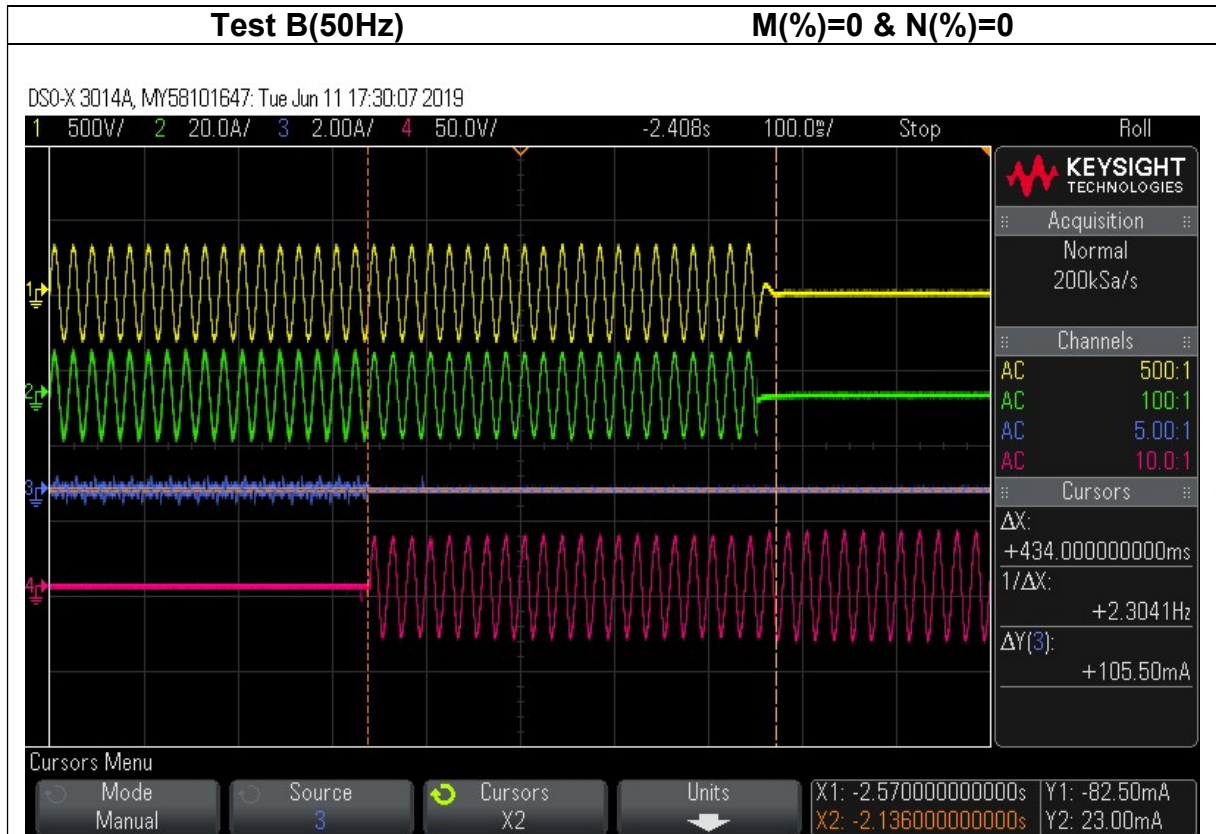 Test B(50Hz) M(%)=0 & N(%)=0
DSO-X 3014A, MY58101647: Tue Jun 11 17:30:07 2019
1 500V/ 2 20.0A/ 3 2.00A/ 4 50.0V/ -2.408s 100.0ms/ Stop Roll
KEYSIGHT
TECHNOLOGIES
Acquisition
Normal
200kSa/s
Channels
AC 500:1
AC 100:1
AC 5.00:1
AC 10.0:1
Cursors
ΔX:
+434.000000000ms
1/ΔX:
+2.3041Hz
ΔY(3):
+105.50mA
1
2
3
4
Cursors Menu
Mode
Manual
Source
3
Cursors
X2
Units
X1: -2.570000000000s Y1: -82.50mA
X2: -2.136000000000s Y2: 23.00mA